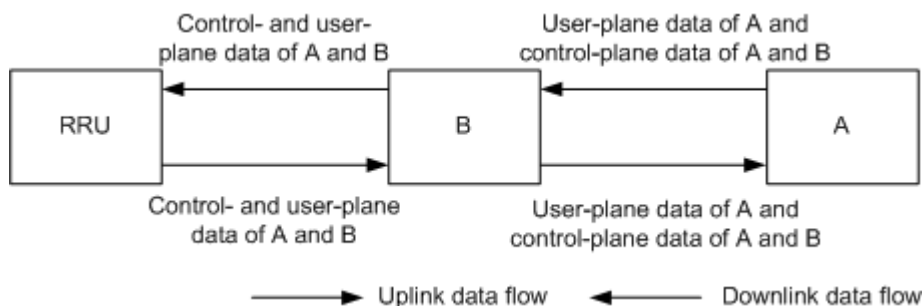 Control- and user-
plane data of A and B
User-Plane data of A and
control-plane data of A and B
RRU
B
A
Control- and user-plane
data of A and B
User-Plane data of A and
control-plane data of A and B
Uplink data flow
Downlink data flow